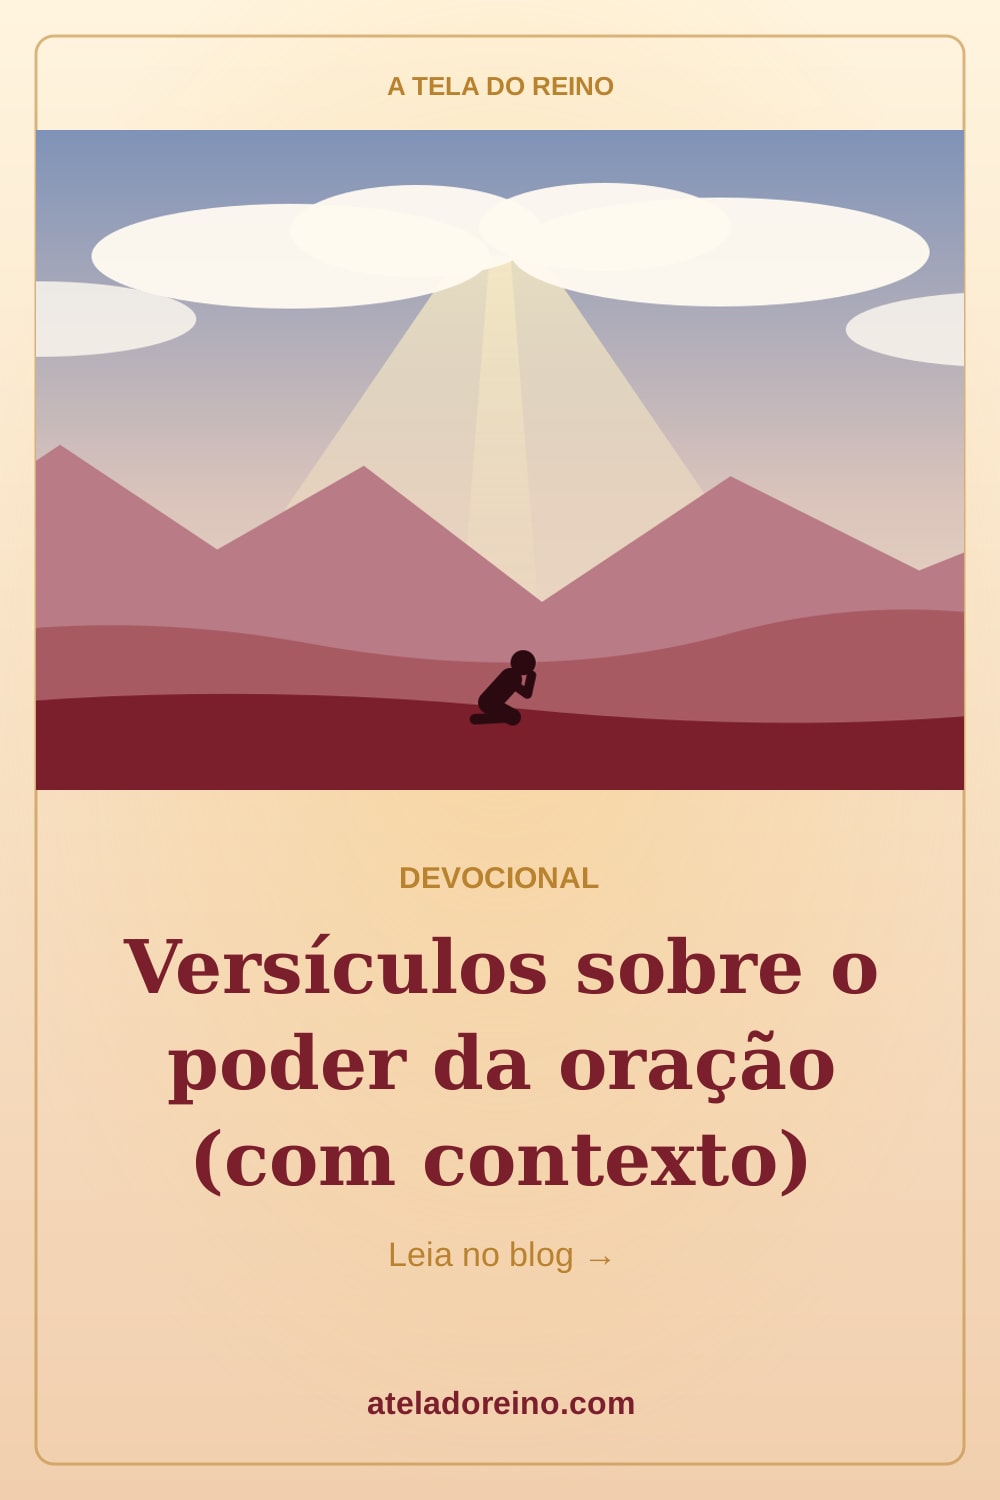 A TELA DO REINO
DEVOCIONAL
Versículos sobre o
poder da oração
(com contexto)
Leia no blog →
ateladoreino.com